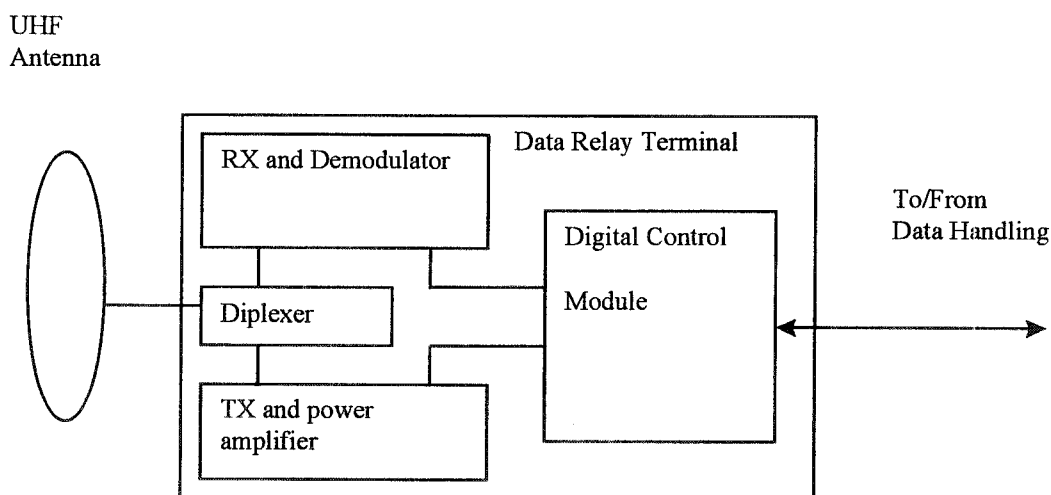 UHF
Antenna
RX and Demodulator
Data Relay Terminal
Digital Control
Module
Diplexer
TX and power
amplifier
To/From
Data Handling